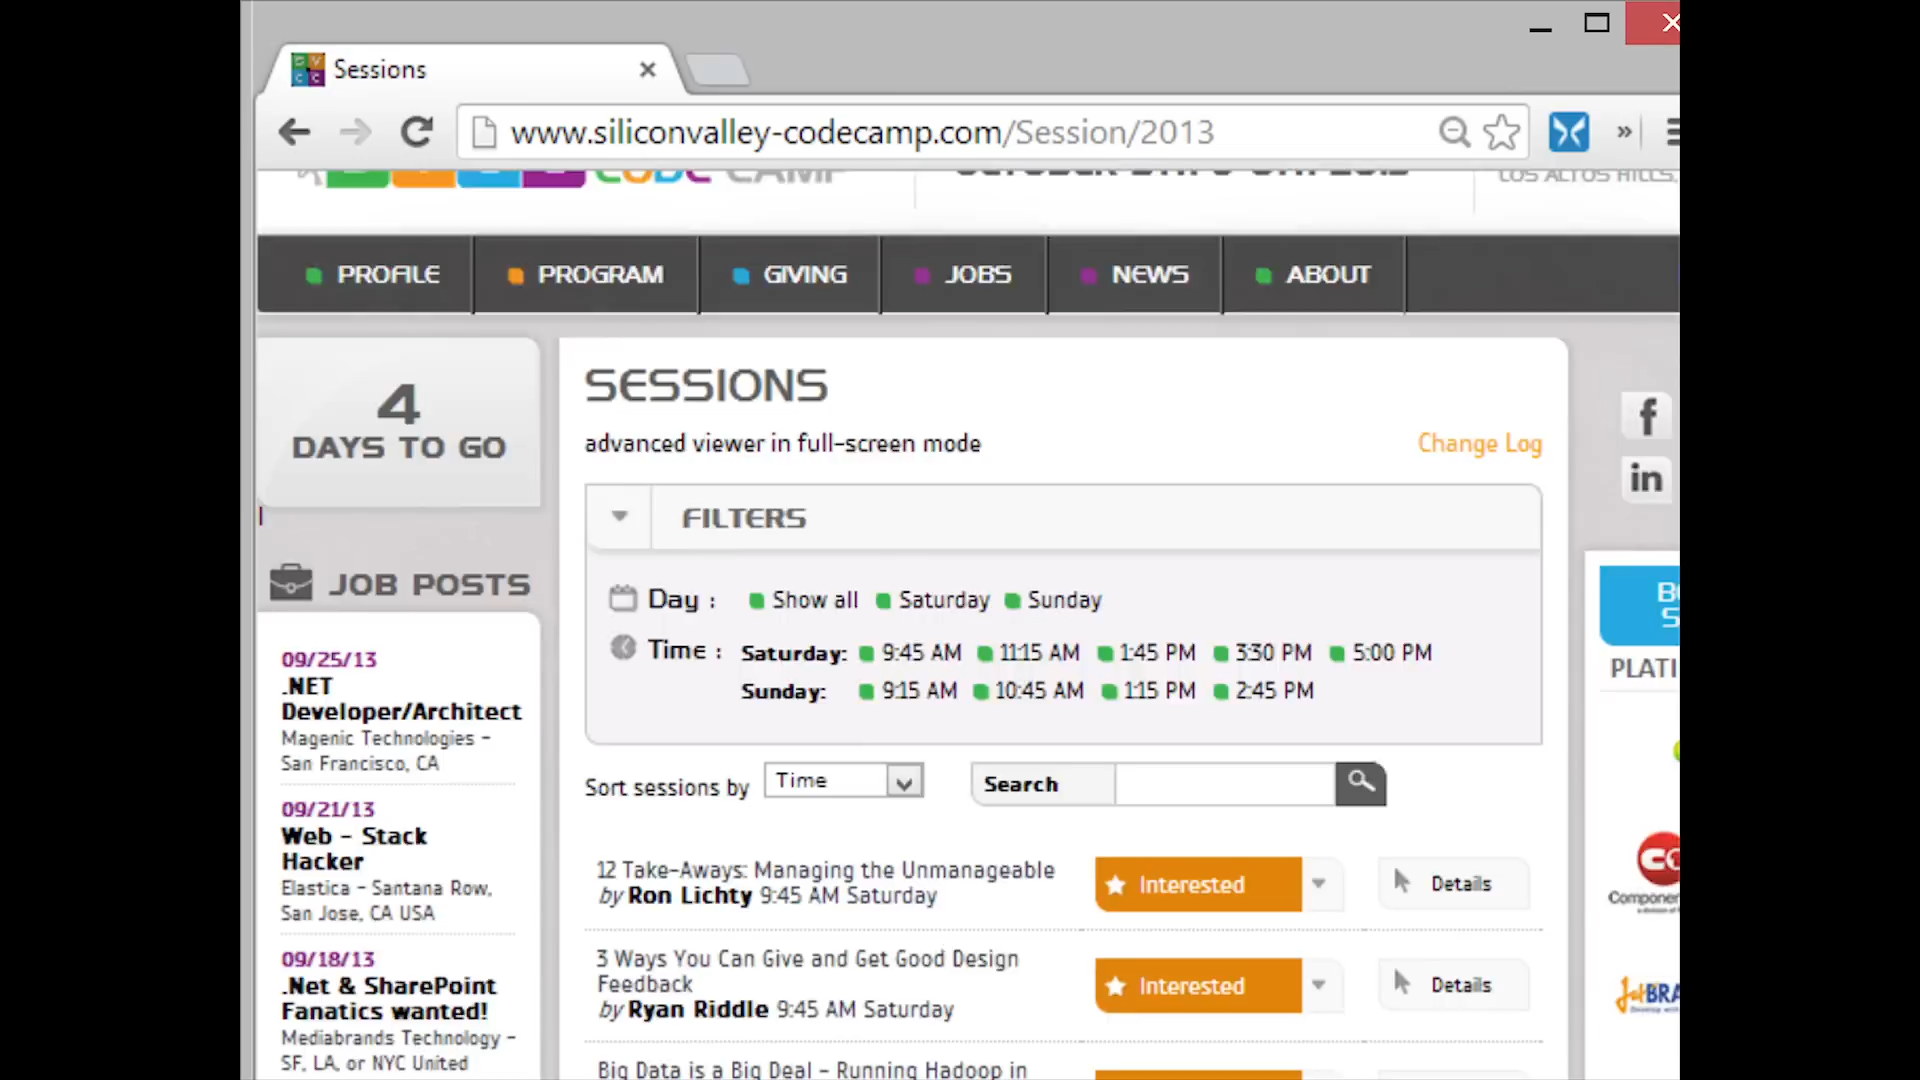 Sessions
www.siliconvalley-codecamp.com/Session/2013
CODE CAMP
LOS ALTOS HILLS,
PROFILE
PROGRAM
GIVING
JOBS
NEWS
ABOUT
4
DAYS TO GO
JOB POSTS
09/25/13
.NET
Developer/Architect
Magenic Technologies -
San Francisco, CA
09/21/13
Web - Stack
Hacker
Elastica - Santana Row,
San Jose, CA USA
09/18/13
.Net & SharePoint
Fanatics wanted!
Mediabrands Technology -
SF, LA, or NYC United
SESSIONS
advanced viewer in full-screen mode
Change Log
FILTERS
Day : Show all Saturday Sunday
Time : Saturday: 9:45 AM 11:15 AM 1:45 PM 3:30 PM 5:00 PM
Sunday: 9:15 AM 10:45 AM 1:15 PM 2:45 PM
Sort sessions by Time Search
12 Take-Aways: Managing the Unmanageable
by Ron Lichty 9:45 AM Saturday
Interested
Details
3 Ways You Can Give and Get Good Design
Feedback
by Ryan Riddle 9:45 AM Saturday
Interested
Details
Big Data is a Big Deal - Running Hadoop in
f
in
PLATI
Componen